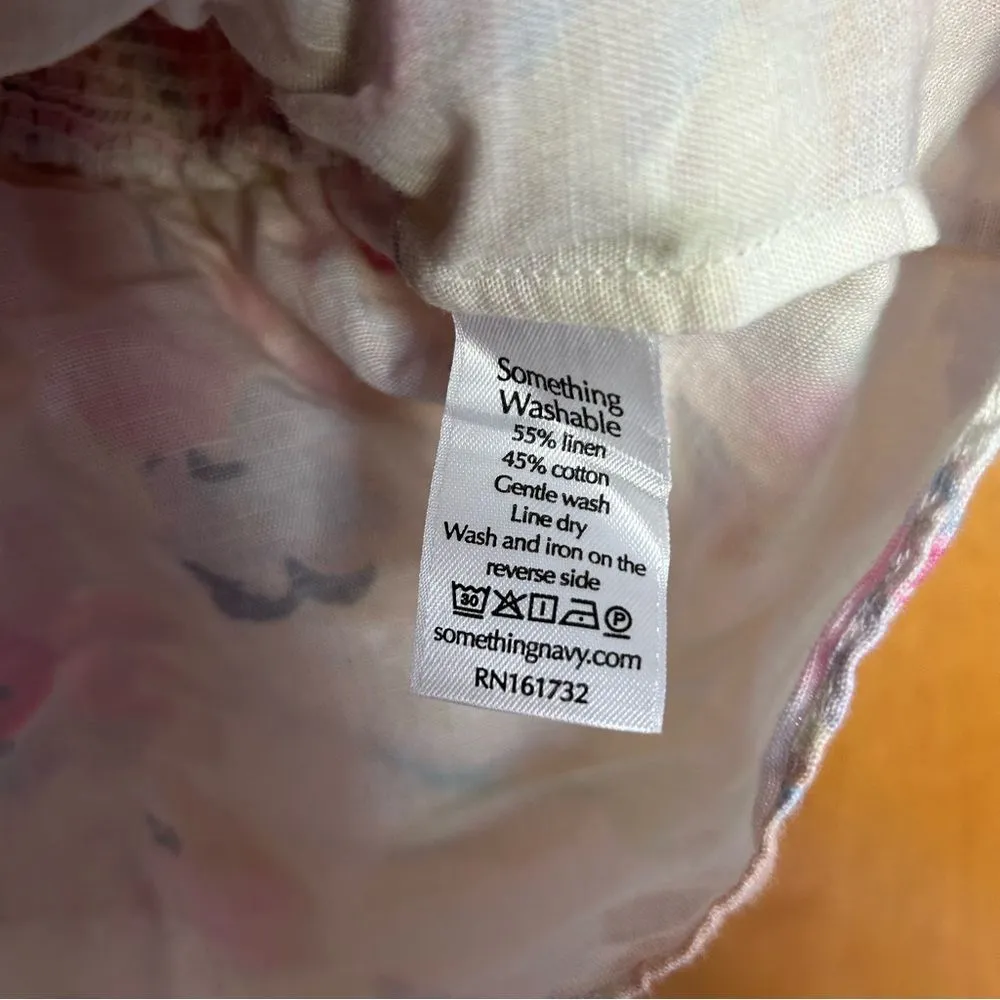 Something
Washable
55% linen
45% cotton
Gentle wash
Line dry
Wash and iron on the
reverse side
30 P
somethingnavy.com
RN161732